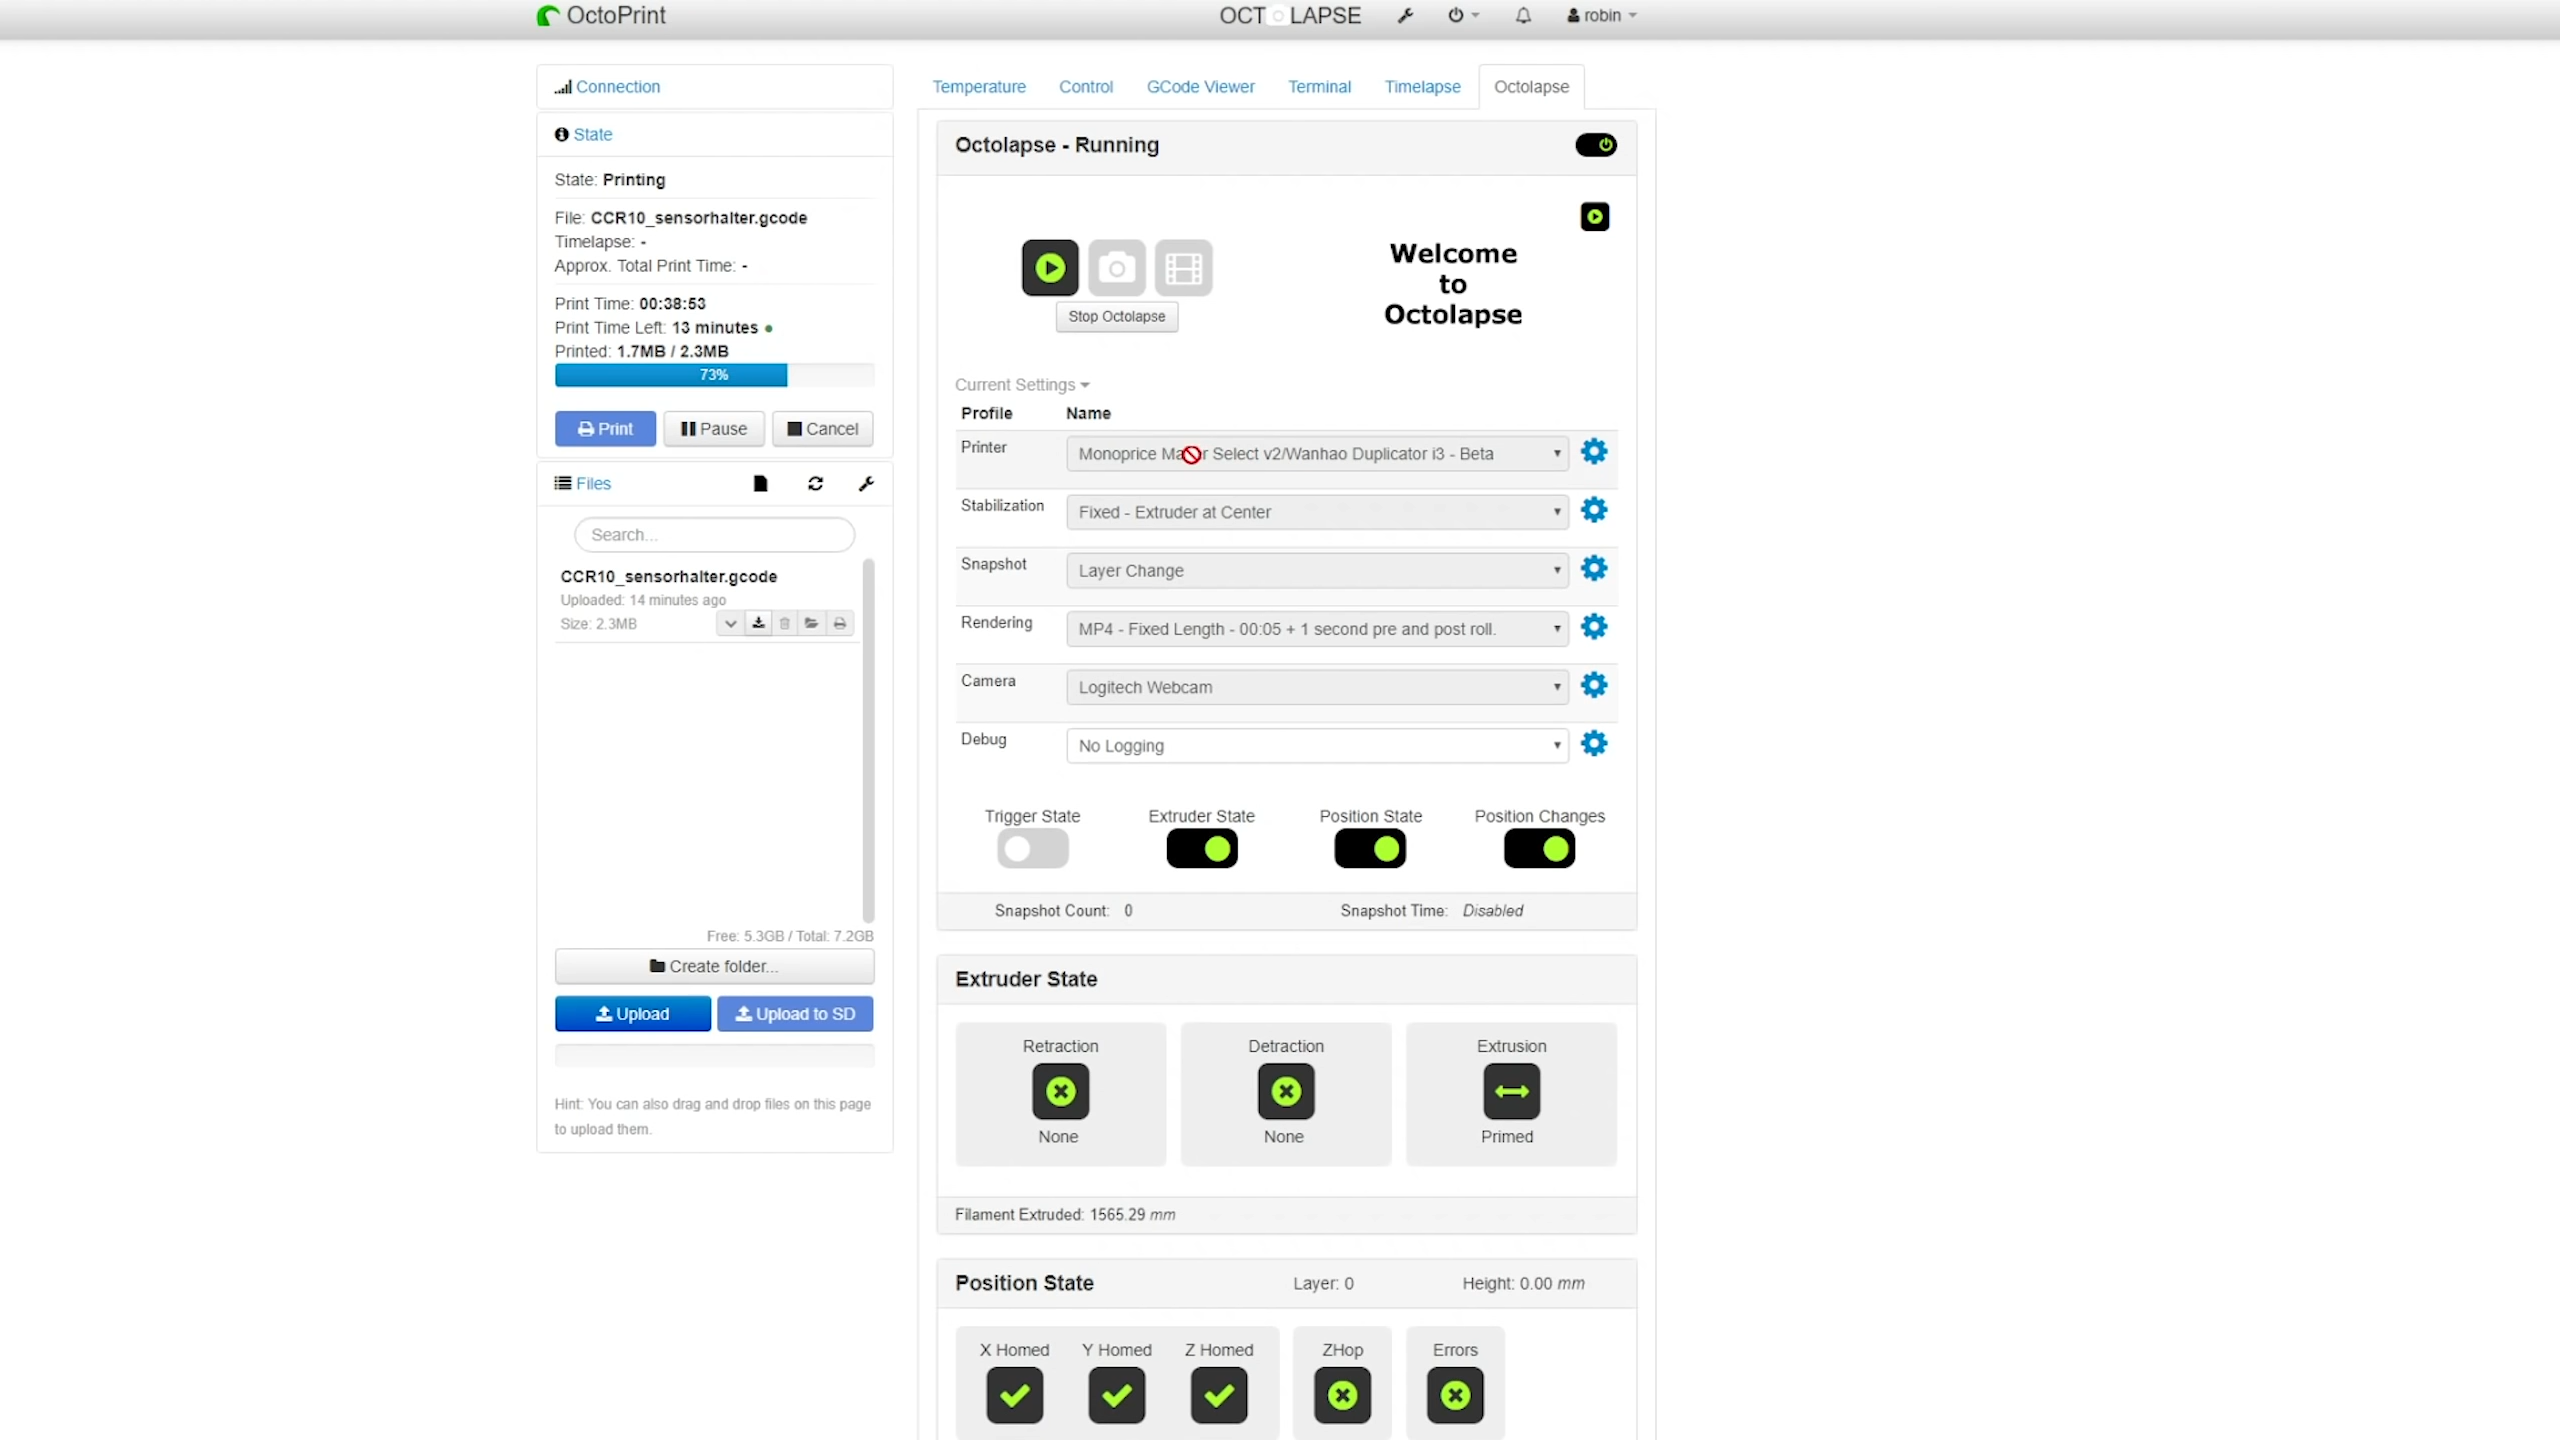 OctoPrint
OCTOLAPSE
robin
Connection
State
State: Printing
File: CCR10_sensorhalter.gcode
Timelapse: -
Approx. Total Print Time: -
Print Time: 00:38:53
Print Time Left: 13 minutes
Printed: 1.7MB / 2.3MB
73%
Print
Pause
Cancel
Files
Search...
CCR10_sensorhalter.gcode
Uploaded: 14 minutes ago
Size: 2.3MB
Free: 5.3GB / Total: 7.2GB
Create folder...
Upload
Upload to SD
Hint: You can also drag and drop files on this page
to upload them.
Temperature
Control
GCode Viewer
Terminal
Timelapse
Octolapse
Octolapse - Running
Stop Octolapse
Welcome
to
Octolapse
Current Settings
Profile Name
Printer
Monoprice Ma r Select v2/Wanhao Duplicator i3 - Beta
Stabilization
Fixed - Extruder at Center
Snapshot
Layer Change
Rendering
MP4 - Fixed Length - 00:05 + 1 second pre and post roll.
Camera
Logitech Webcam
Debug
No Logging
Trigger State
Extruder State
Position State
Position Changes
Snapshot Count: 0
Snapshot Time: Disabled
Extruder State
Retraction
None
Detraction
None
Extrusion
Primed
Filament Extruded: 1565.29 mm
Position State
Layer: 0
Height: 0.00 mm
X Homed
Y Homed
Z Homed
ZHop
Errors